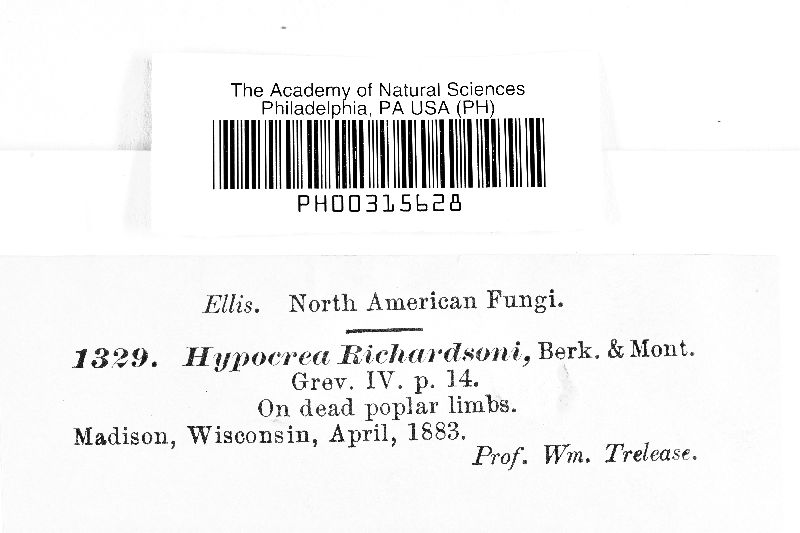 The Academy of Natural Sciences
Philadelphia, PA USA (PH)
PH00315628
Ellis. North American Fungi.
1329. Hypocrea Richardsoni, Berk. & Mont.
Grev. IV. p. 14.
On dead poplar limbs.
Madison, Wisconsin, April, 1883.
Prof. Wm. Trelease.